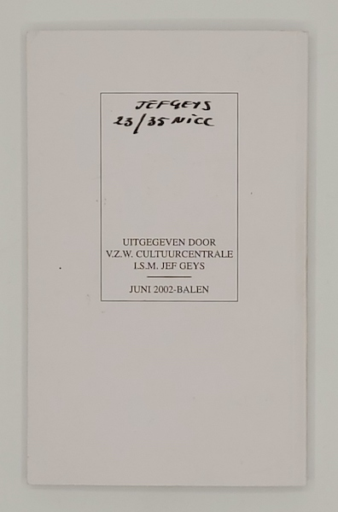 JEF GEYS
23/35 NICC
UITGEGEVEN DOOR
V.Z.W. CULTUURCENTRALE
I.S.M. JEF GEYS
JUNI 2002-BALEN